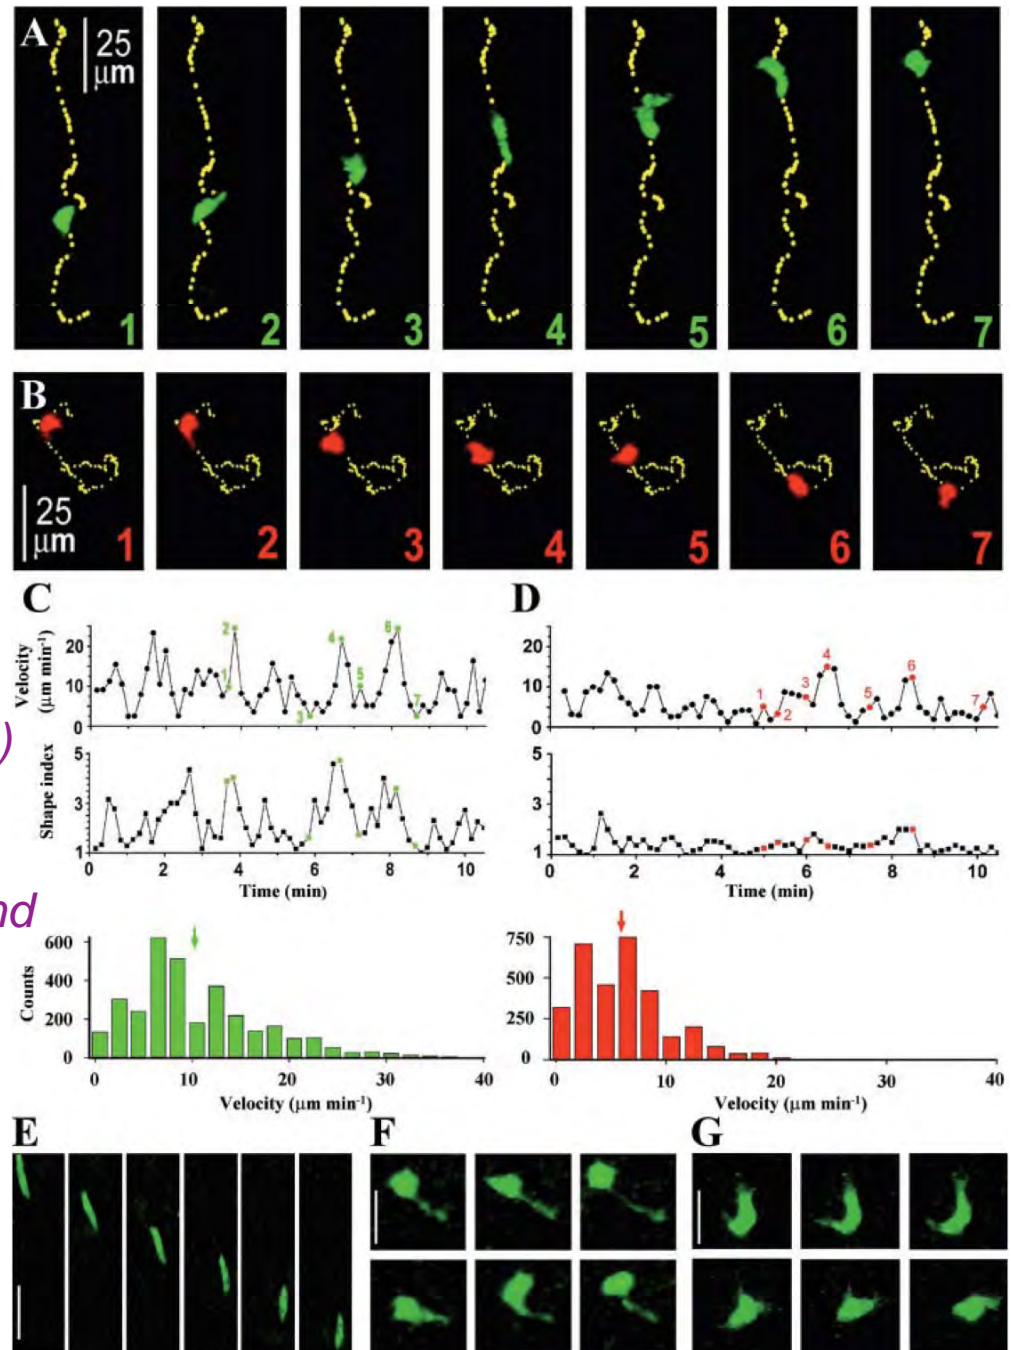 A
25
μm
1 2 3 4 5 6 7
B
25
μm
1 2 3 4 5 6 7
C
Velocity
(μm min⁻¹)
20
10
0
2
1
3
4
5
6
7
)
Shape index
5
3
1
0 2 4 6 8 10
Time (min)
nd
Counts
600
400
200
0
0 10 20 30 40
Velocity (μm min⁻¹)
D
20
10
0
1
2
3
4
5
6
7
5
3
1
0 2 4 6 8 10
Time (min)
750
500
250
0
0 10 20 30 40
Velocity (μm min⁻¹)
E
F
G